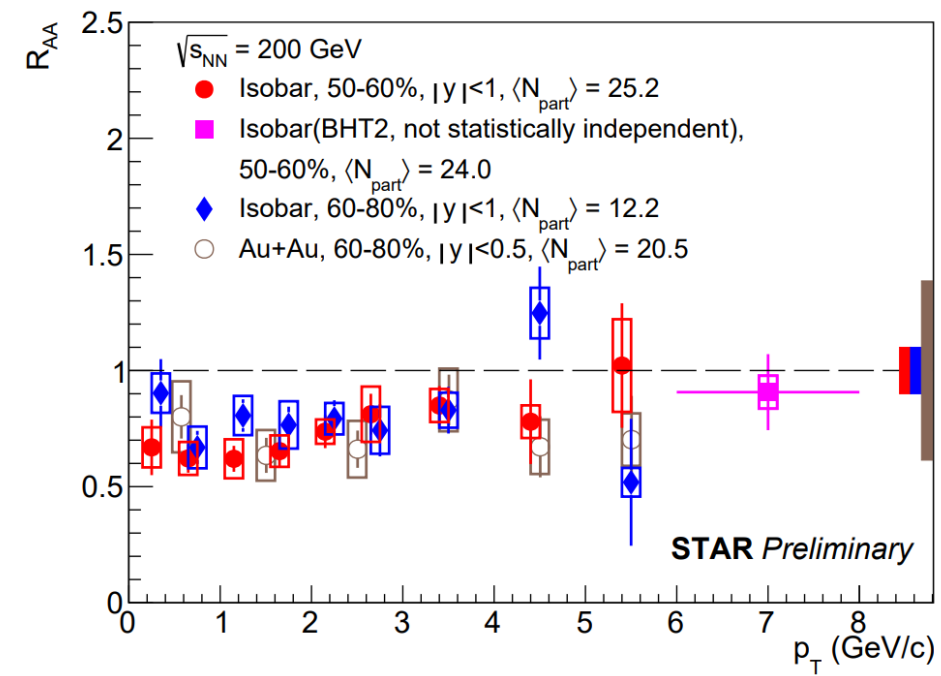 R_AA
2.5
2
1.5
1
0.5
0
√s_NN = 200 GeV
Isobar, 50-60%, |y|<1, ⟨N_part⟩ = 25.2
Isobar(BHT2, not statistically independent),
50-60%, ⟨N_part⟩ = 24.0
Isobar, 60-80%, |y|<1, ⟨N_part⟩ = 12.2
Au+Au, 60-80%, |y|<0.5, ⟨N_part⟩ = 20.5
STAR Preliminary
0 1 2 3 4 5 6 7 8
p_T (GeV/c)